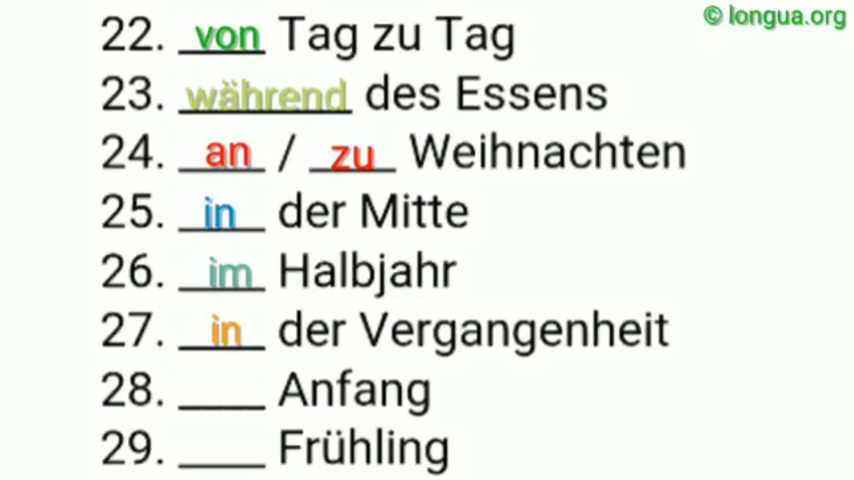 © longua.org
22. von Tag zu Tag
23. während des Essens
24. an / zu Weihnachten
25. in der Mitte
26. im Halbjahr
27. in der Vergangenheit
28. ____ Anfang
29. ____ Frühling